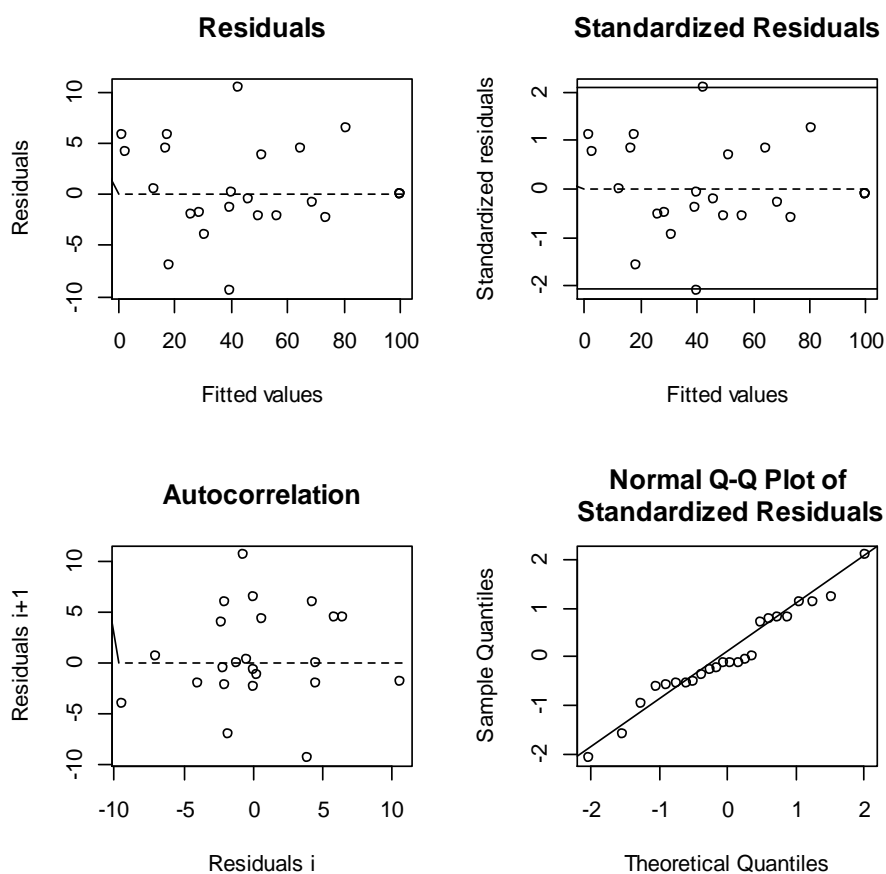 Residuals
Residuals
10
5
0
-5
-10
0 20 40 60 80 100
Fitted values
Standardized Residuals
Standardized residuals
2
1
0
-1
-2
0 20 40 60 80 100
Fitted values
Autocorrelation
Residuals i+1
10
5
0
-5
-10
-10 -5 0 5 10
Residuals i
Normal Q-Q Plot of
Standardized Residuals
Sample Quantiles
2
1
0
-1
-2
-2 -1 0 1 2
Theoretical Quantiles